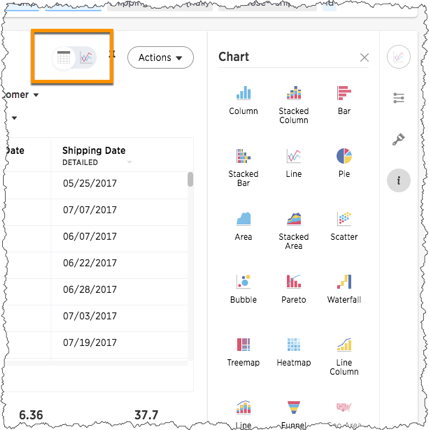 Actions
Chart
omer
Date
Shipping Date
DETAILED
05/25/2017
07/07/2017
06/07/2017
06/22/2017
06/28/2017
07/03/2017
07/19/2017
6.36
37.7
Column
Stacked
Column
Bar
Stacked
Bar
Line
Pie
Area
Stacked
Area
Scatter
Bubble
Pareto
Waterfall
Treemap
Heatmap
Line
Column
Line
Funnel
i